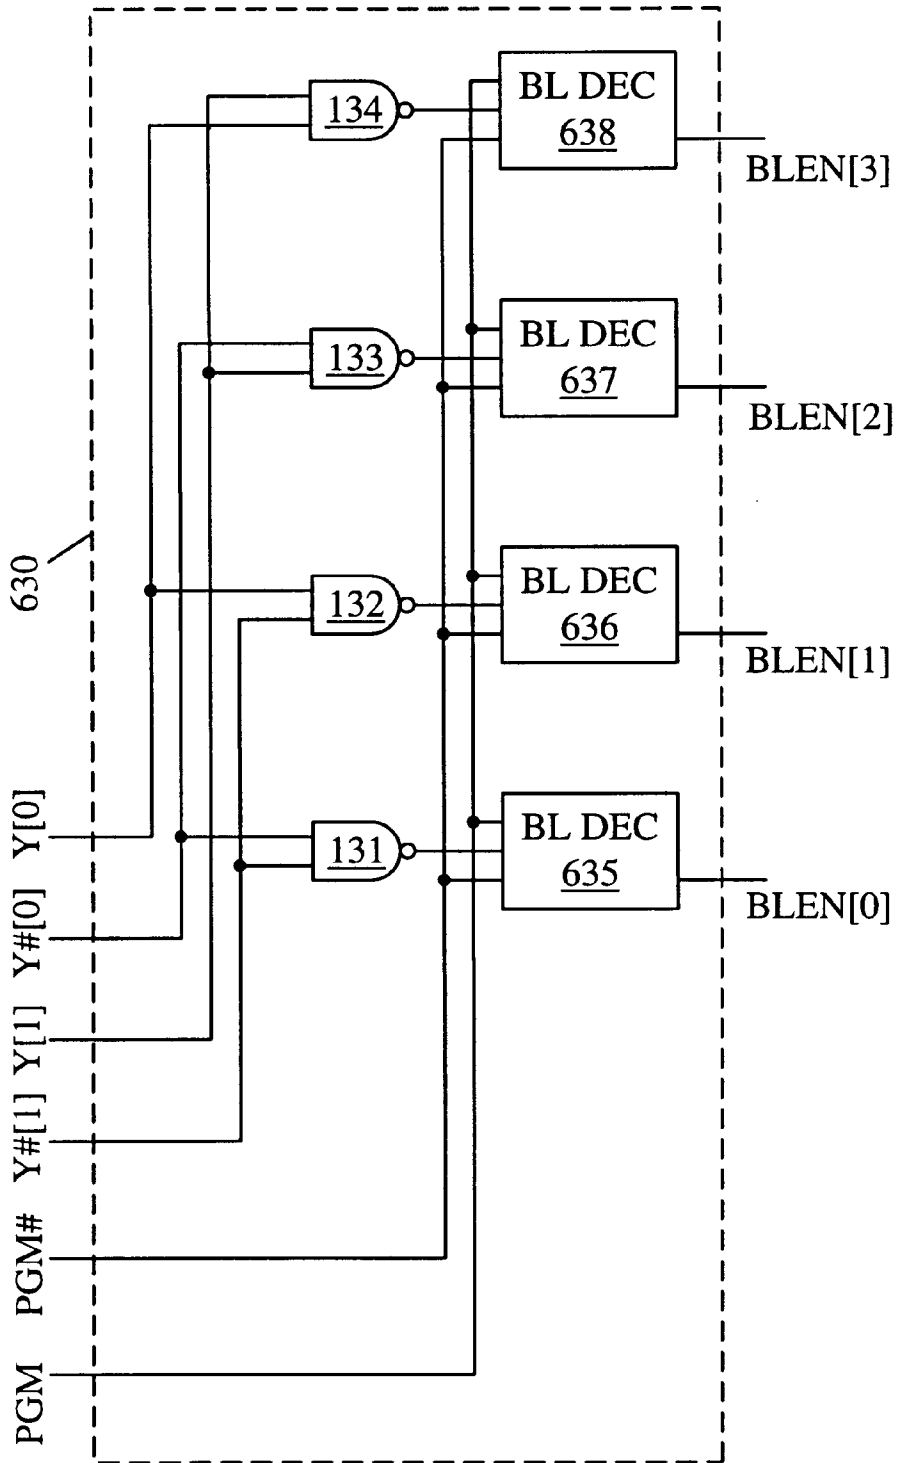 134
BL DEC
638
BLEN[3]
133
BL DEC
637
BLEN[2]
630
132
BL DEC
636
BLEN[1]
Y[0]
131
BL DEC
635
BLEN[0]
Y#[0]
Y[1]
Y#[1]
PGM#
PGM